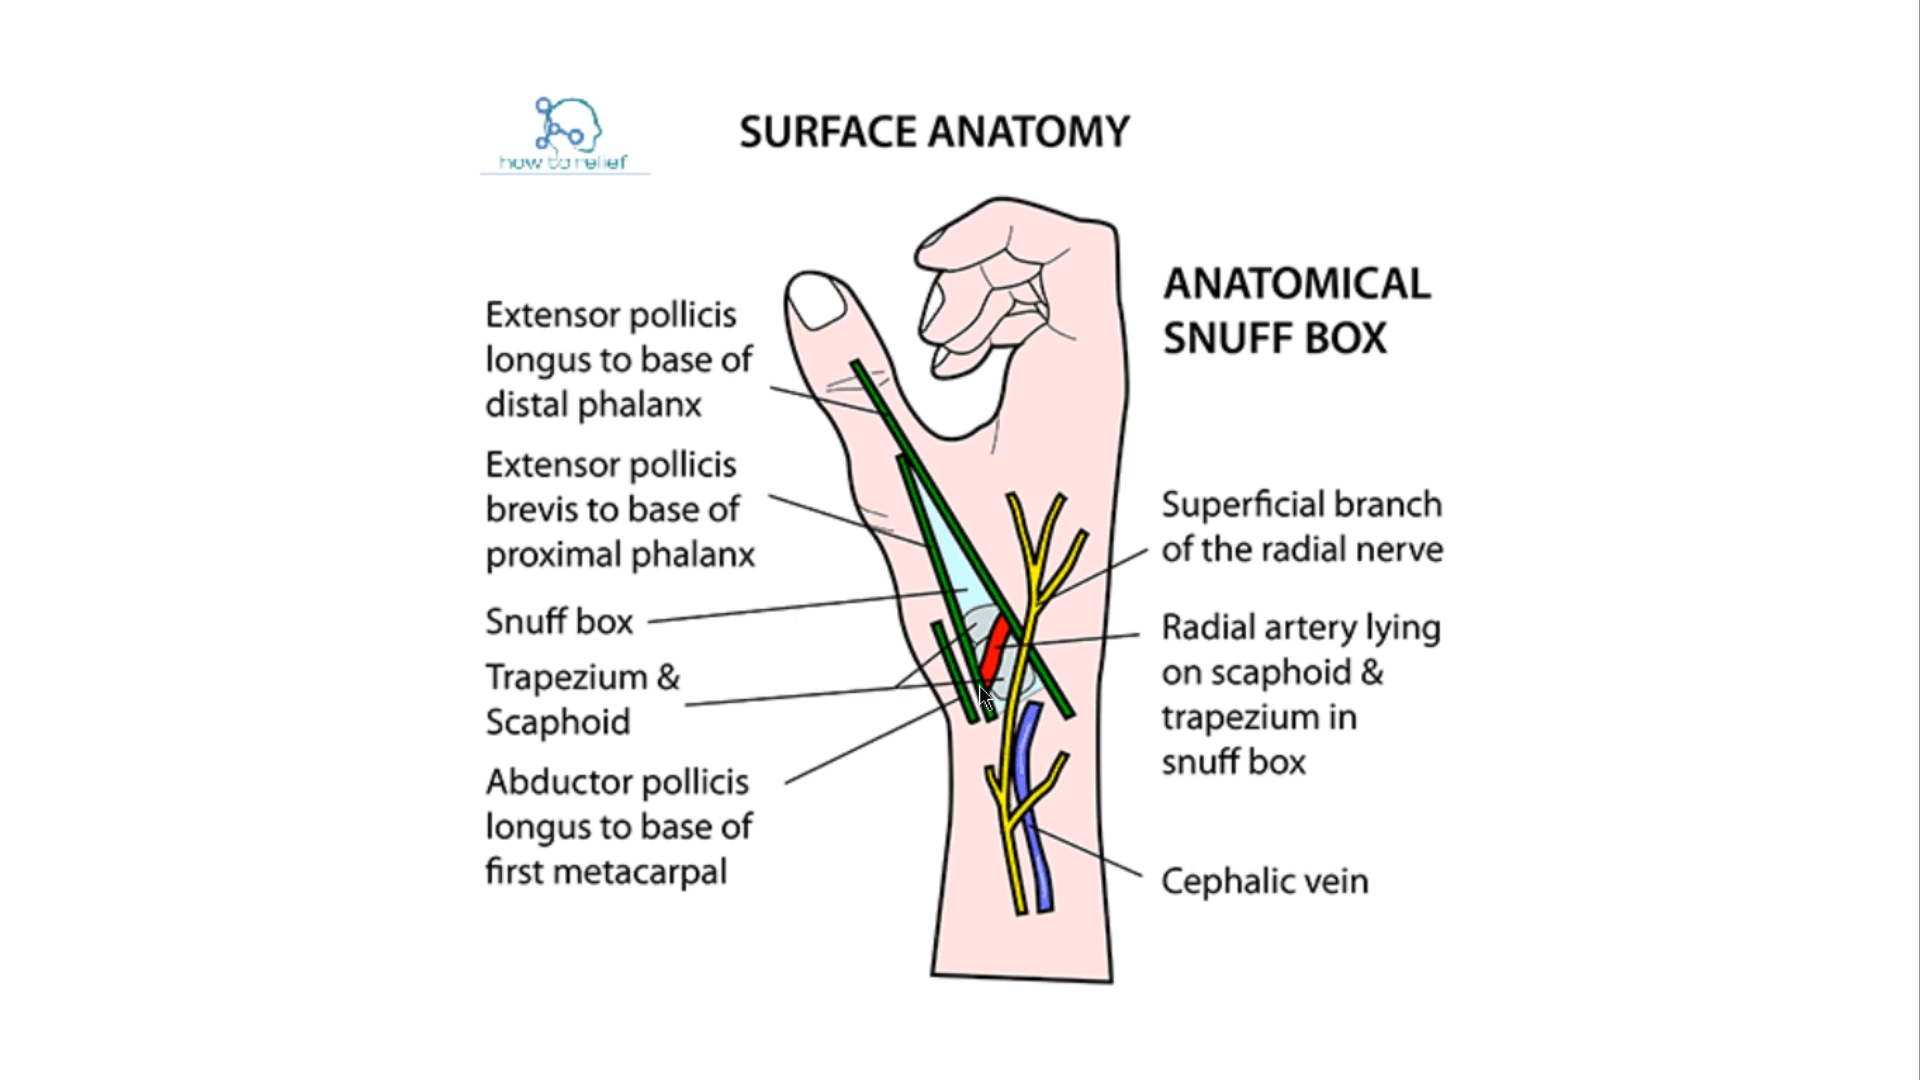 how to relief
SURFACE ANATOMY
ANATOMICAL
SNUFF BOX
Extensor pollicis
longus to base of
distal phalanx
Extensor pollicis
brevis to base of
proximal phalanx
Snuff box
Trapezium &
Scaphoid
Abductor pollicis
longus to base of
first metacarpal
Superficial branch
of the radial nerve
Radial artery lying
on scaphoid &
trapezium in
snuff box
Cephalic vein